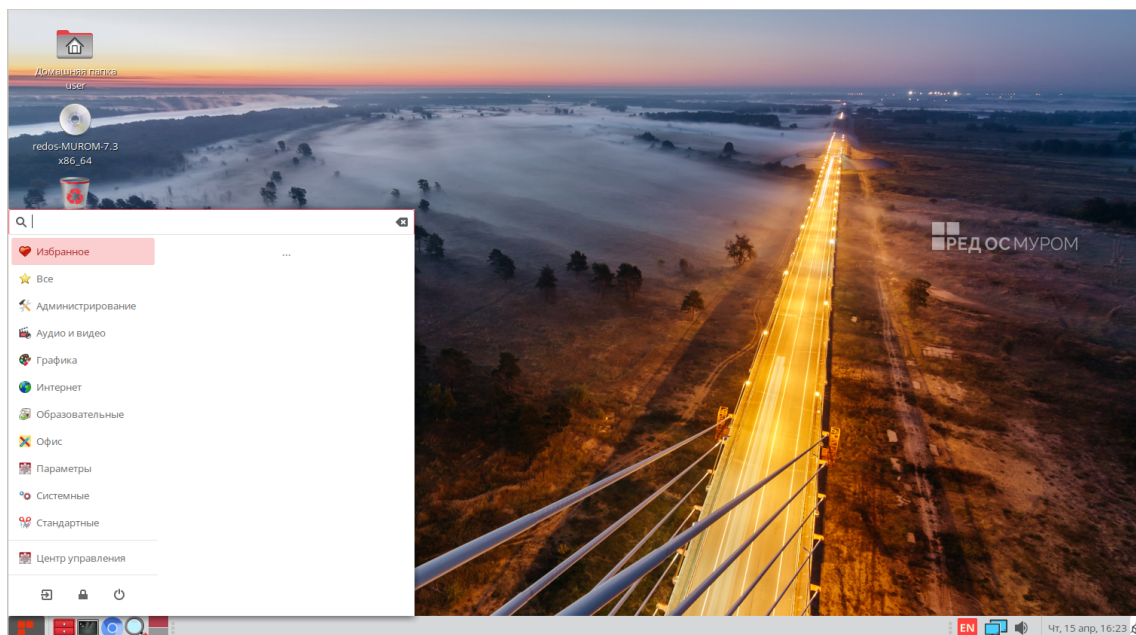 Домашняя папка
user
redos-MUROM-7.3
x86_64
РЕД ОС МУРОМ
Избранное
...
Все
Администрирование
Аудио и видео
Графика
Интернет
Образовательные
Офис
Параметры
Системные
Стандартные
Центр управления
EN
Чт, 15 апр, 16:23